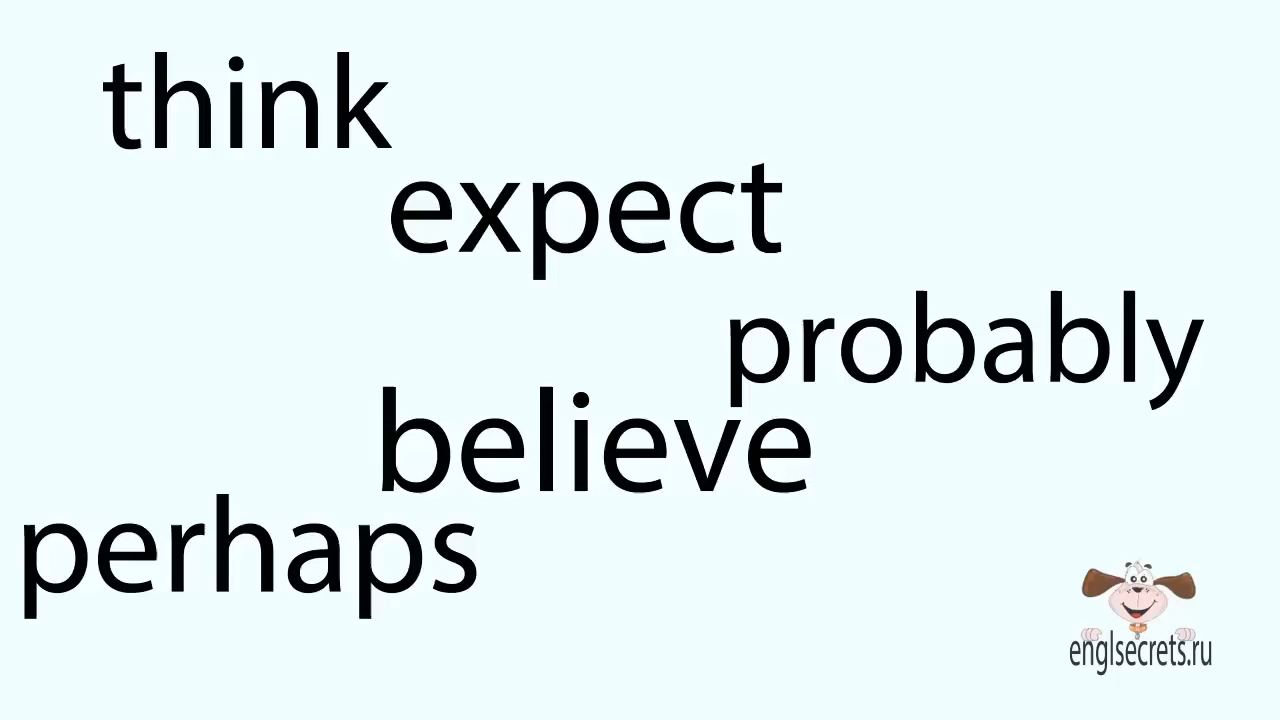 think
expect
probably
believe
perhaps
englsecrets.ru